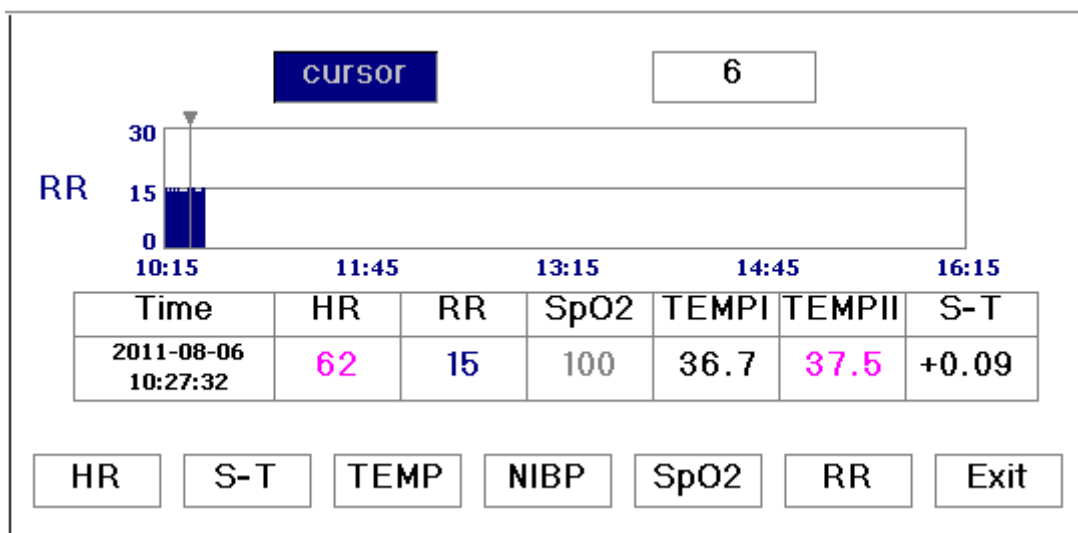 cursor 6
30
RR 15
0
10:15 11:45 13:15 14:45 16:15
Time HR RR SpO2 TEMPI TEMPII S-T
2011-08-06
10:27:32 62 15 100 36.7 37.5 +0.09
HR S-T TEMP NIBP SpO2 RR Exit